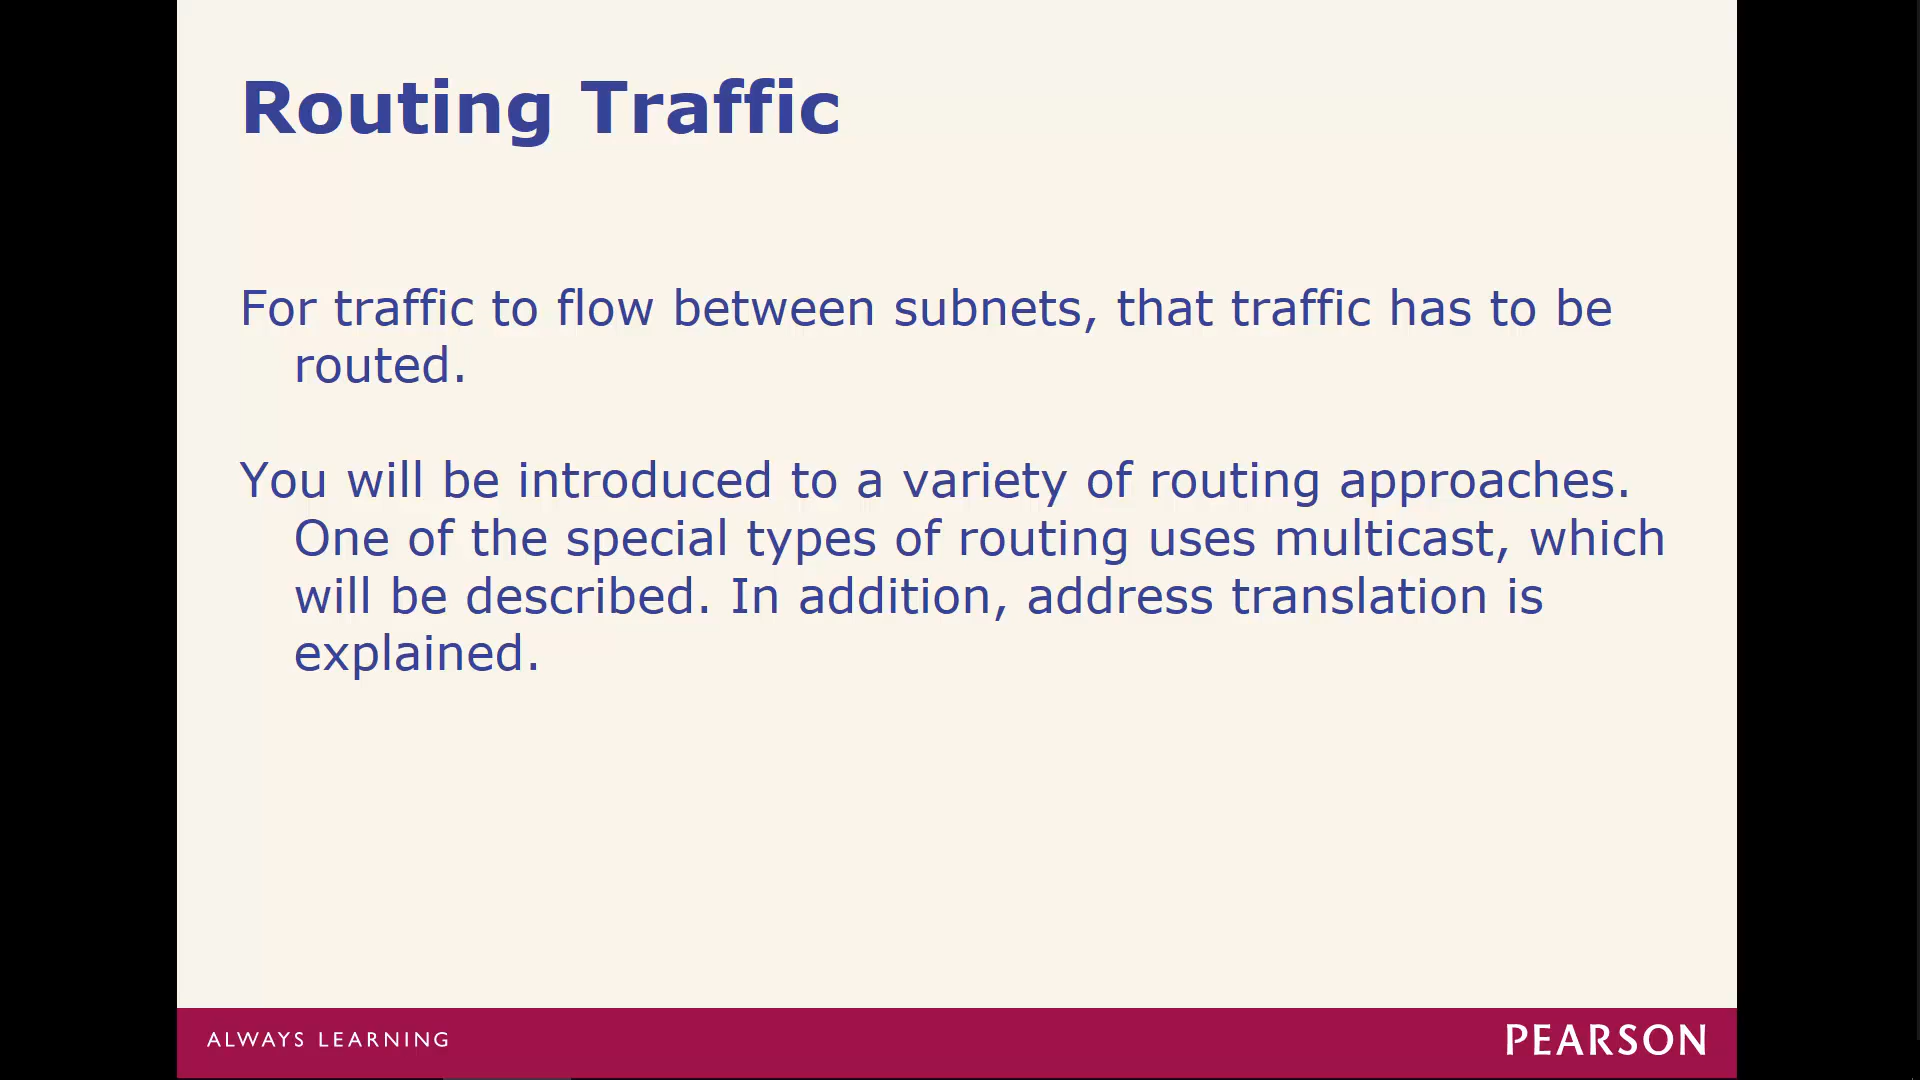 Routing Traffic
For traffic to flow between subnets, that traffic has to be
routed.
You will be introduced to a variety of routing approaches.
One of the special types of routing uses multicast, which
will be described. In addition, address translation is
explained.
ALWAYS LEARNING
PEARSON